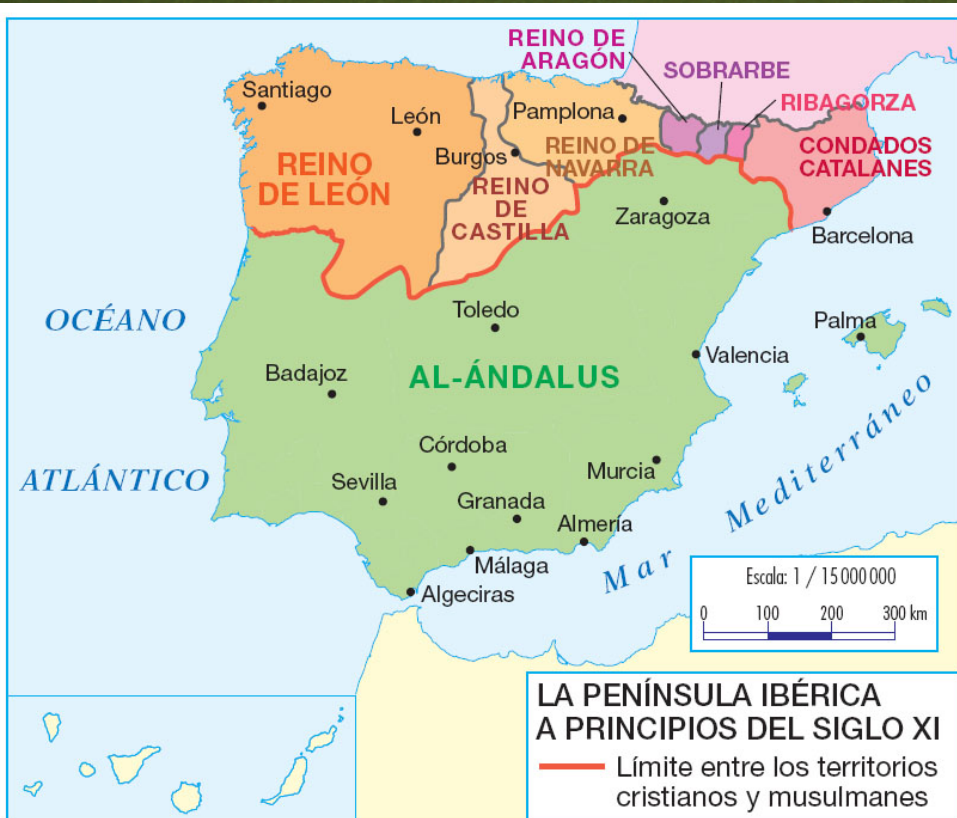 REINO DE
ARAGÓN
SOBRARBE
RIBAGORZA
Santiago
León
Pamplona
Burgos
REINO DE
NAVARRA
CONDADOS
CATALANES
REINO
DE LEÓN
REINO
DE
CASTILLA
Zaragoza
Barcelona
OCÉANO
ATLÁNTICO
Toledo
Palma
Valencia
Badajoz
AL-ÁNDALUS
Mar Mediterráneo
Córdoba
Murcia
Sevilla
Granada
Almería
Málaga
Algeciras
Escala: 1 / 15 000 000
0 100 200 300 km
LA PENÍNSULA IBÉRICA
A PRINCIPIOS DEL SIGLO XI
Límite entre los territorios
cristianos y musulmanes